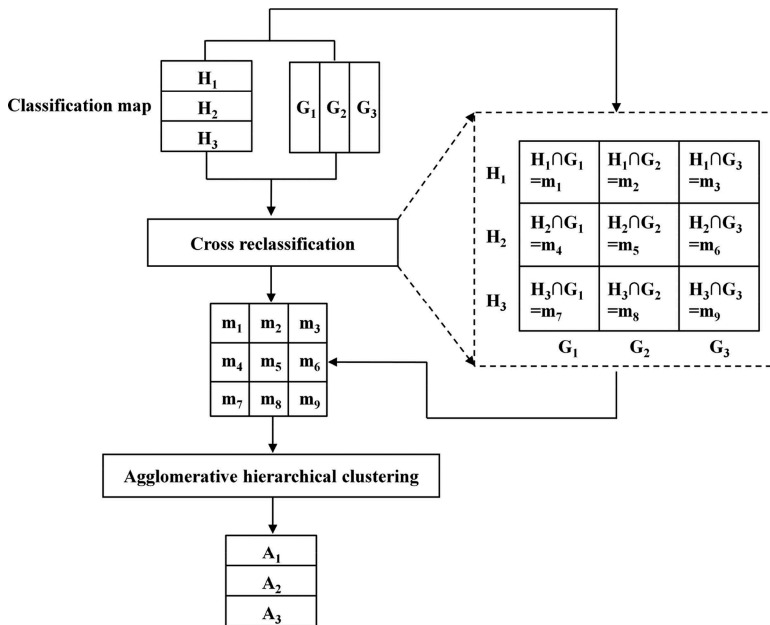 Classification map
H₁
H₂
H₃
G₁ G₂ G₃
Cross reclassification
H₁ H₁∩G₁ H₁∩G₂ H₁∩G₃
=m₁ =m₂ =m₃
H₂ H₂∩G₁ H₂∩G₂ H₂∩G₃
=m₄ =m₅ =m₆
H₃ H₃∩G₁ H₃∩G₂ H₃∩G₃
=m₇ =m₈ =m₉
G₁ G₂ G₃
m₁ m₂ m₃
m₄ m₅ m₆
m₇ m₈ m₉
Agglomerative hierarchical clustering
A₁
A₂
A₃